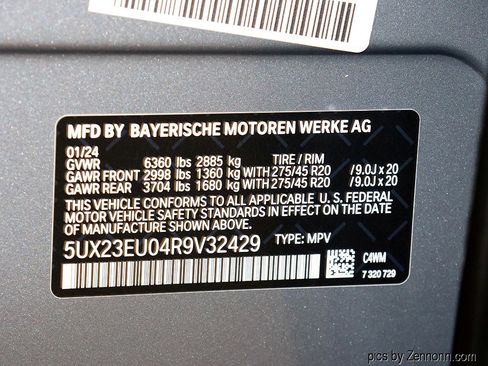 MFD BY BAYERISCHE MOTOREN WERKE AG
01/24
GVWR 6360 lbs 2885 kg TIRE / RIM
GAWR FRONT 2998 lbs 1360 kg WITH 275/45 R20 / 9.0J x 20
GAWR REAR 3704 lbs 1680 kg WITH 275/45 R20 / 9.0J x 20
THIS VEHICLE CONFORMS TO ALL APPLICABLE U.S. FEDERAL
MOTOR VEHICLE SAFETY STANDARDS IN EFFECT ON THE
DATE OF MANUFACTURE SHOWN ABOVE.
5UX23EU04R9V32429 TYPE: MPV
C4WM
7 320 729
pics by Zennonn.com